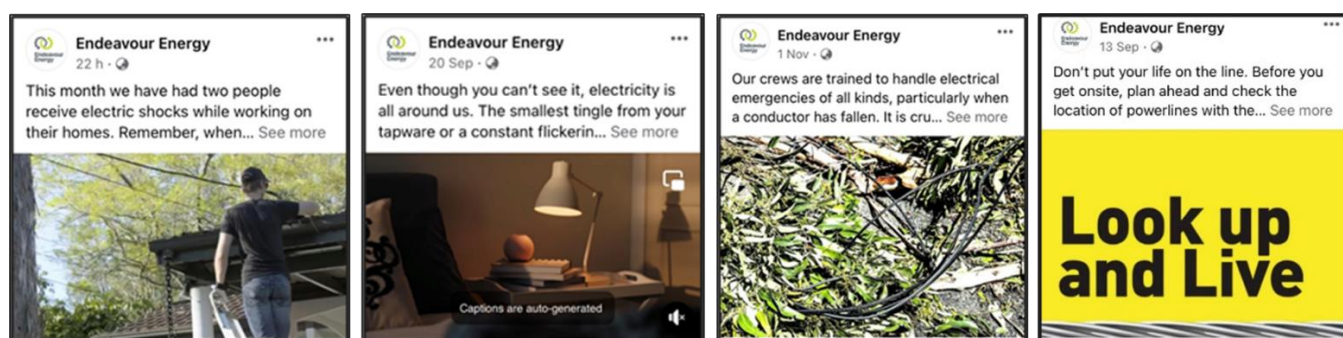 Endeavour Energy
22 h ·
This month we have had two people
receive electric shocks while working on
their homes. Remember, when... See more
Endeavour Energy
20 Sep ·
Even though you can't see it, electricity is
all around us. The smallest tingle from your
tapware or a constant flickerin... See more
Captions are auto-generated
Endeavour Energy
1 Nov ·
Our crews are trained to handle electrical
emergencies of all kinds, particularly when
a conductor has fallen. It is cru... See more
Endeavour Energy
13 Sep ·
Don't put your life on the line. Before you
get onsite, plan ahead and check the
location of powerlines with the... See more
Look up
and Live